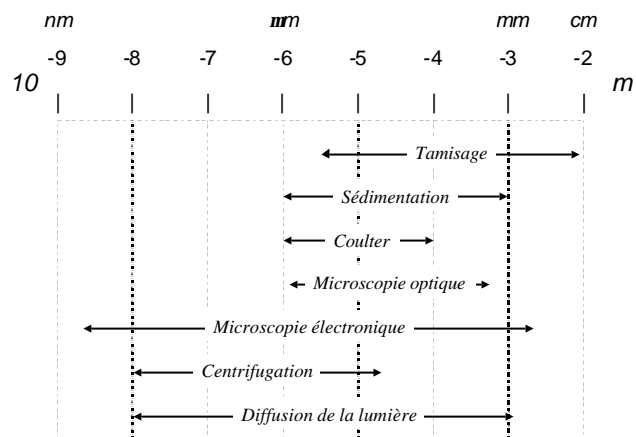 nm mm cm
-9 -8 -7 -6 -5 -4 -3 -2
10 m
Tamisage
Sédimentation
Coulter
Microscopie optique
Microscopie électronique
Centrifugation
Diffusion de la lumière